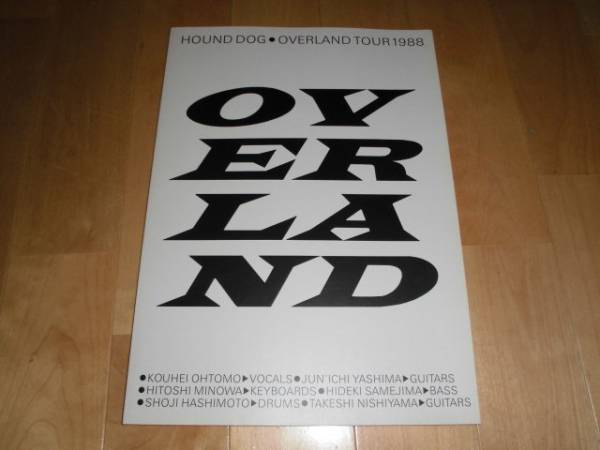 HOUND DOG ● OVERLAND TOUR 1988
OV
ER
LA
ND
●KOUHEI OHTOMO▶VOCALS●JUN'ICHI YASHIMA▶GUITARS
●HITOSHI MINOWA▶KEYBOARDS●HIDEKI SAMEJIMA▶BASS
●SHOJI HASHIMOTO▶DRUMS●TAKESHI NISHIYAMA▶GUITARS